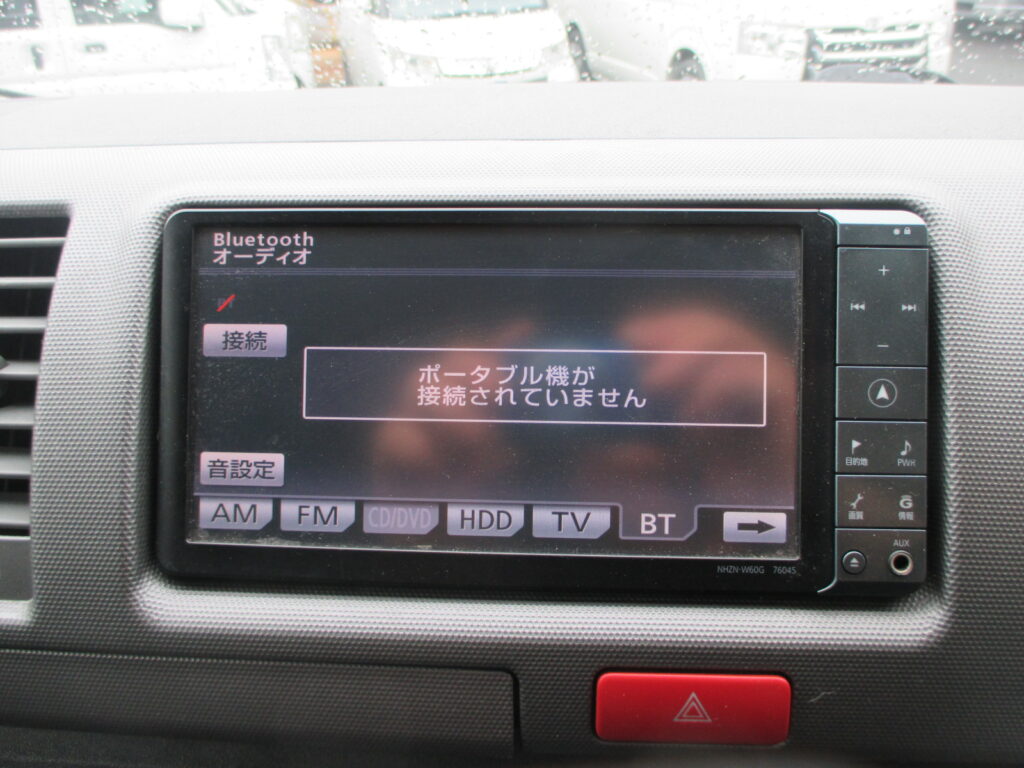 Bluetooth
オーディオ
接続
ポータブル機が
接続されていません
音設定
AM FM CD/DVD HDD TV BT
NHZN-W60G 76045
目的地 PWR
画質 情報
AUX